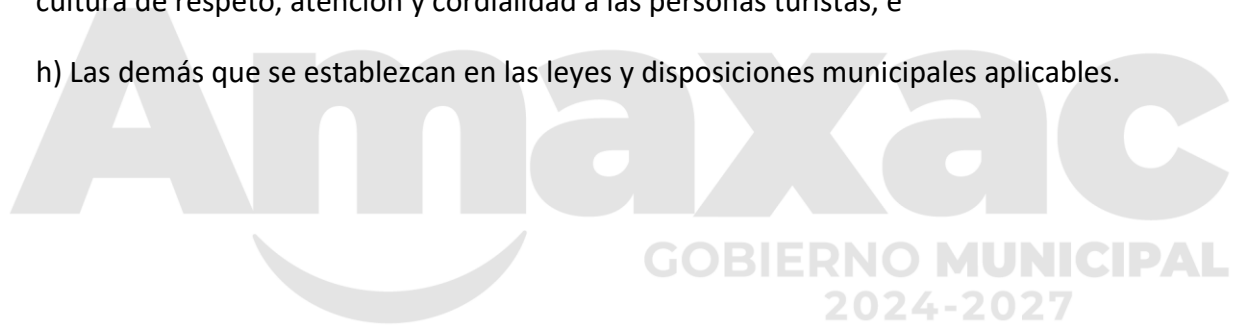 cultura de respeto, atención y cordialidad a las personas turistas, e
h) Las demás que se establezcan en las leyes y disposiciones municipales aplicables.
Amaxac
GOBIERNO MUNICIPAL
2024-2027